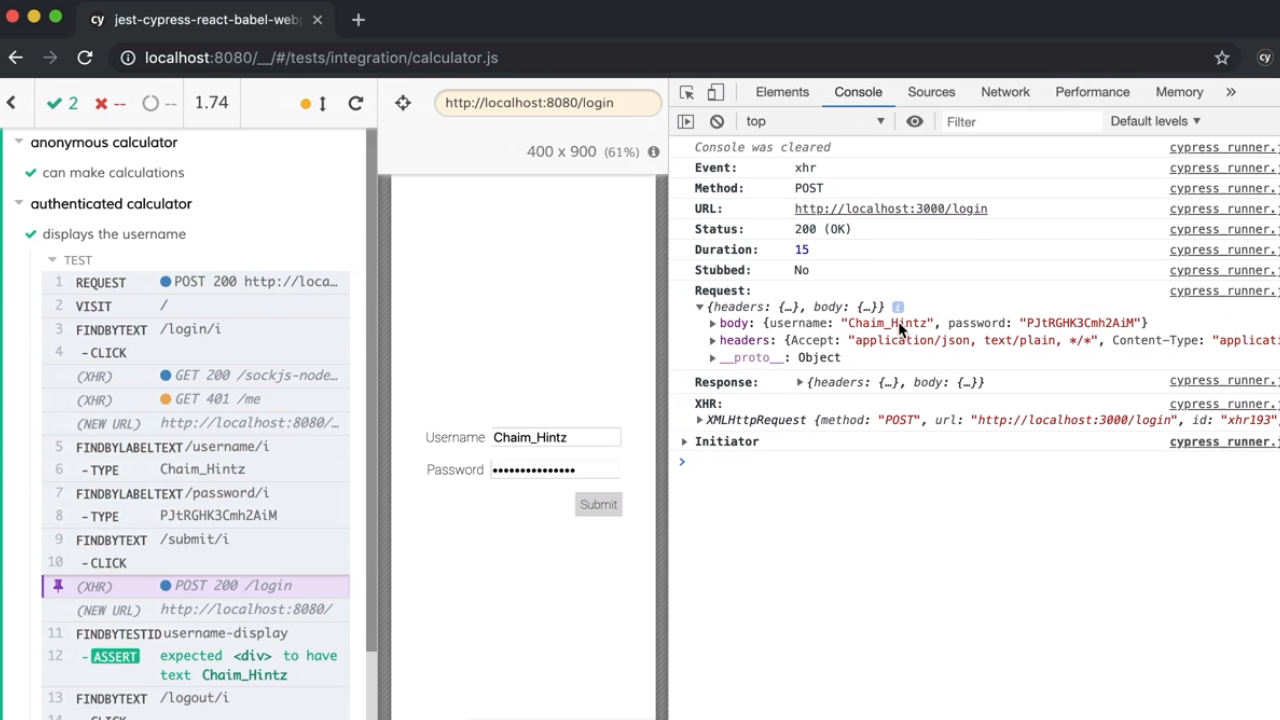 cy jest-cypress-react-babel-web
localhost:8080/__/#/tests/integration/calculator.js
cy
2 -- -- 1.74
http://localhost:8080/login
400 x 900 (61%)
anonymous calculator
can make calculations
authenticated calculator
displays the username
TEST
1 REQUEST POST 200 http://loca…
2 VISIT /
3 FINDBYTEXT /login/i
4 -CLICK
(XHR) GET 200 /sockjs-node…
(XHR) GET 401 /me
(NEW URL) http://localhost:8080/…
5 FINDBYLABELTEXT /username/i
6 -TYPE Chaim_Hintz
7 FINDBYLABELTEXT /password/i
8 -TYPE PJtRGHK3Cmh2AiM
9 FINDBYTEXT /submit/i
10 -CLICK
(XHR) POST 200 /login
(NEW URL) http://localhost:8080/
11 FINDBYTESTID username-display
12 -ASSERT expected <div> to have
text Chaim_Hintz
13 FINDBYTEXT /logout/i
14 -CLICK
Username Chaim_Hintz
Password •••••••••••••••
Submit
Elements Console Sources Network Performance Memory »
top Filter Default levels
Console was cleared cypress_runner.j
Event: xhr cypress_runner.j
Method: POST cypress_runner.j
URL: http://localhost:3000/login cypress_runner.j
Status: 200 (OK) cypress_runner.j
Duration: 15 cypress_runner.j
Stubbed: No cypress_runner.j
Request: cypress_runner.j
{headers: {…}, body: {…}} i
body: {username: "Chaim_Hintz", password: "PJtRGHK3Cmh2AiM"}
headers: {Accept: "application/json, text/plain, */*", Content-Type: "applicati
__proto__: Object
Response: {headers: {…}, body: {…}} cypress_runner.j
XHR: cypress_runner.j
XMLHttpRequest {method: "POST", url: "http://localhost:3000/login", id: "xhr193",
Initiator cypress_runner.j